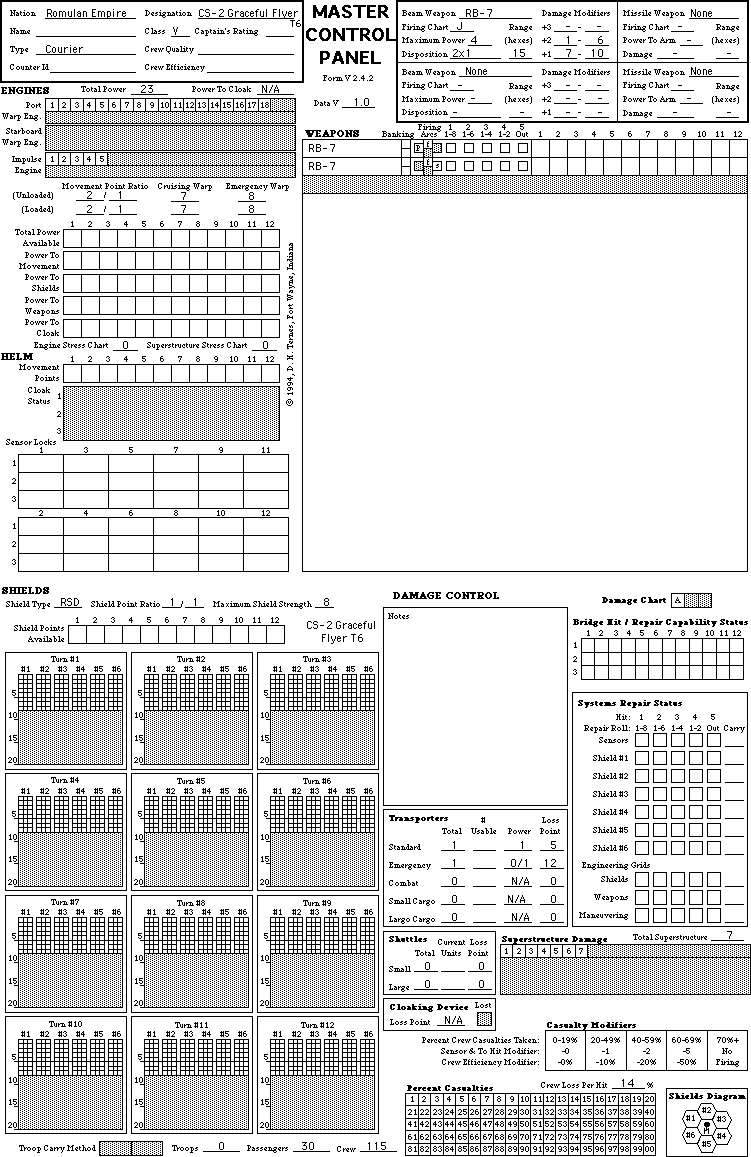 Nation Romulan Empire Designation CS-2 Graceful Flyer T6
Name Class V Captain's Rating
Type Courier Crew Quality
Counter Id Crew Efficiency
MASTER CONTROL PANEL
Form V 2.4.2
Data V 1.0
Beam Weapon RB-7 Damage Modifiers
Firing Chart J Range +3 - - -
Maximum Power 4 (hexes) +2 1 - 6
Disposition 2x1 15 +1 7 - 10
Missile Weapon None
Firing Chart - Range
Power To Arm - (hexes)
Damage - -
Beam Weapon None Damage Modifiers
Firing Chart - Range +3 - - -
Maximum Power - (hexes) +2 - - -
Disposition - - +1 - - -
Missile Weapon None
Firing Chart - Range
Power To Arm - (hexes)
Damage - -
ENGINES Total Power 23 Power To Cloak N/A
Port Warp Eng. 1 2 3 4 5 6 7 8 9 10 11 12 13 14 15 16 17 18
Starboard Warp Eng.
Impulse Engine 1 2 3 4 5
Movement Point Ratio Cruising Warp Emergency Warp
(Unloaded) 2 / 1 7 8
(Loaded) 2 / 1 7 8
1 2 3 4 5 6 7 8 9 10 11 12
Total Power Available
Power To Movement
Power To Shields
Power To Weapons
Power To Cloak
Engine Stress Chart 0 Superstructure Stress Chart 0
© 1994, D. H. Ternes, Fort Wayne, Indiana
WEAPONS Banking Firing Arcs 1 1-8 2 1-6 3 1-4 4 1-2 5 Out 1 2 3 4 5 6 7 8 9 10 11 12
RB-7 P f
RB-7 f s
HELM 1 2 3 4 5 6 7 8 9 10 11 12
Movement Points
Cloak Status 1
2
3
Sensor Locks
1 3 5 7 9 11
1
2
3
2 4 6 8 10 12
1
2
3
SHIELDS
Shield Type RSD Shield Point Ratio 1 / 1 Maximum Shield Strength 8
1 2 3 4 5 6 7 8 9 10 11 12
Shield Points Available
CS-2 Graceful Flyer T6
Turn #1 Turn #2 Turn #3
#1 #2 #3 #4 #5 #6 #1 #2 #3 #4 #5 #6 #1 #2 #3 #4 #5 #6
5 5 5
10 10 10
15 15 15
20 20 20
Turn #4 Turn #5 Turn #6
#1 #2 #3 #4 #5 #6 #1 #2 #3 #4 #5 #6 #1 #2 #3 #4 #5 #6
5 5 5
10 10 10
15 15 15
20 20 20
Turn #7 Turn #8 Turn #9
#1 #2 #3 #4 #5 #6 #1 #2 #3 #4 #5 #6 #1 #2 #3 #4 #5 #6
5 5 5
10 10 10
15 15 15
20 20 20
Turn #10 Turn #11 Turn #12
#1 #2 #3 #4 #5 #6 #1 #2 #3 #4 #5 #6 #1 #2 #3 #4 #5 #6
5 5 5
10 10 10
15 15 15
20 20 20
Troop Carry Method Troops 0 Passengers 30 Crew 115
DAMAGE CONTROL
Notes
Damage Chart A
Bridge Hit / Repair Capability Status
1 2 3 4 5 6 7 8 9 10 11 12
1
2
3
Systems Repair Status
Hit: 1 2 3 4 5
Repair Roll: 1-8 1-6 1-4 1-2 Out Carry
Sensors
Shield #1
Shield #2
Shield #3
Shield #4
Shield #5
Shield #6
Engineering Grids
Shields
Weapons
Maneuvering
Transporters Total # Usable Power Loss Point
Standard 1 1 5
Emergency 1 0/1 12
Combat 0 N/A 0
Small Cargo 0 N/A 0
Large Cargo 0 N/A 0
Shuttles Total Current Units Loss Point
Small 0 0
Large 0 0
Superstructure Damage Total Superstructure 7
1 2 3 4 5 6 7
Cloaking Device Lost
Loss Point N/A
Casualty Modifiers
Percent Crew Casualties Taken: 0-19% 20-49% 40-59% 60-69% 70%+
Sensor & To Hit Modifier: -0 -1 -2 -5 No
Crew Efficiency Modifier: -0% -10% -20% -50% Firing
Percent Casualties Crew Loss Per Hit 14 %
1 2 3 4 5 6 7 8 9 10 11 12 13 14 15 16 17 18 19 20
21 22 23 24 25 26 27 28 29 30 31 32 33 34 35 36 37 38 39 40
41 42 43 44 45 46 47 48 49 50 51 52 53 54 55 56 57 58 59 60
61 62 63 64 65 66 67 68 69 70 71 72 73 74 75 76 77 78 79 80
81 82 83 84 85 86 87 88 89 90 91 92 93 94 95 96 97 98 99 00
Shields Diagram
#2
#1 #3
#6 #4
#5